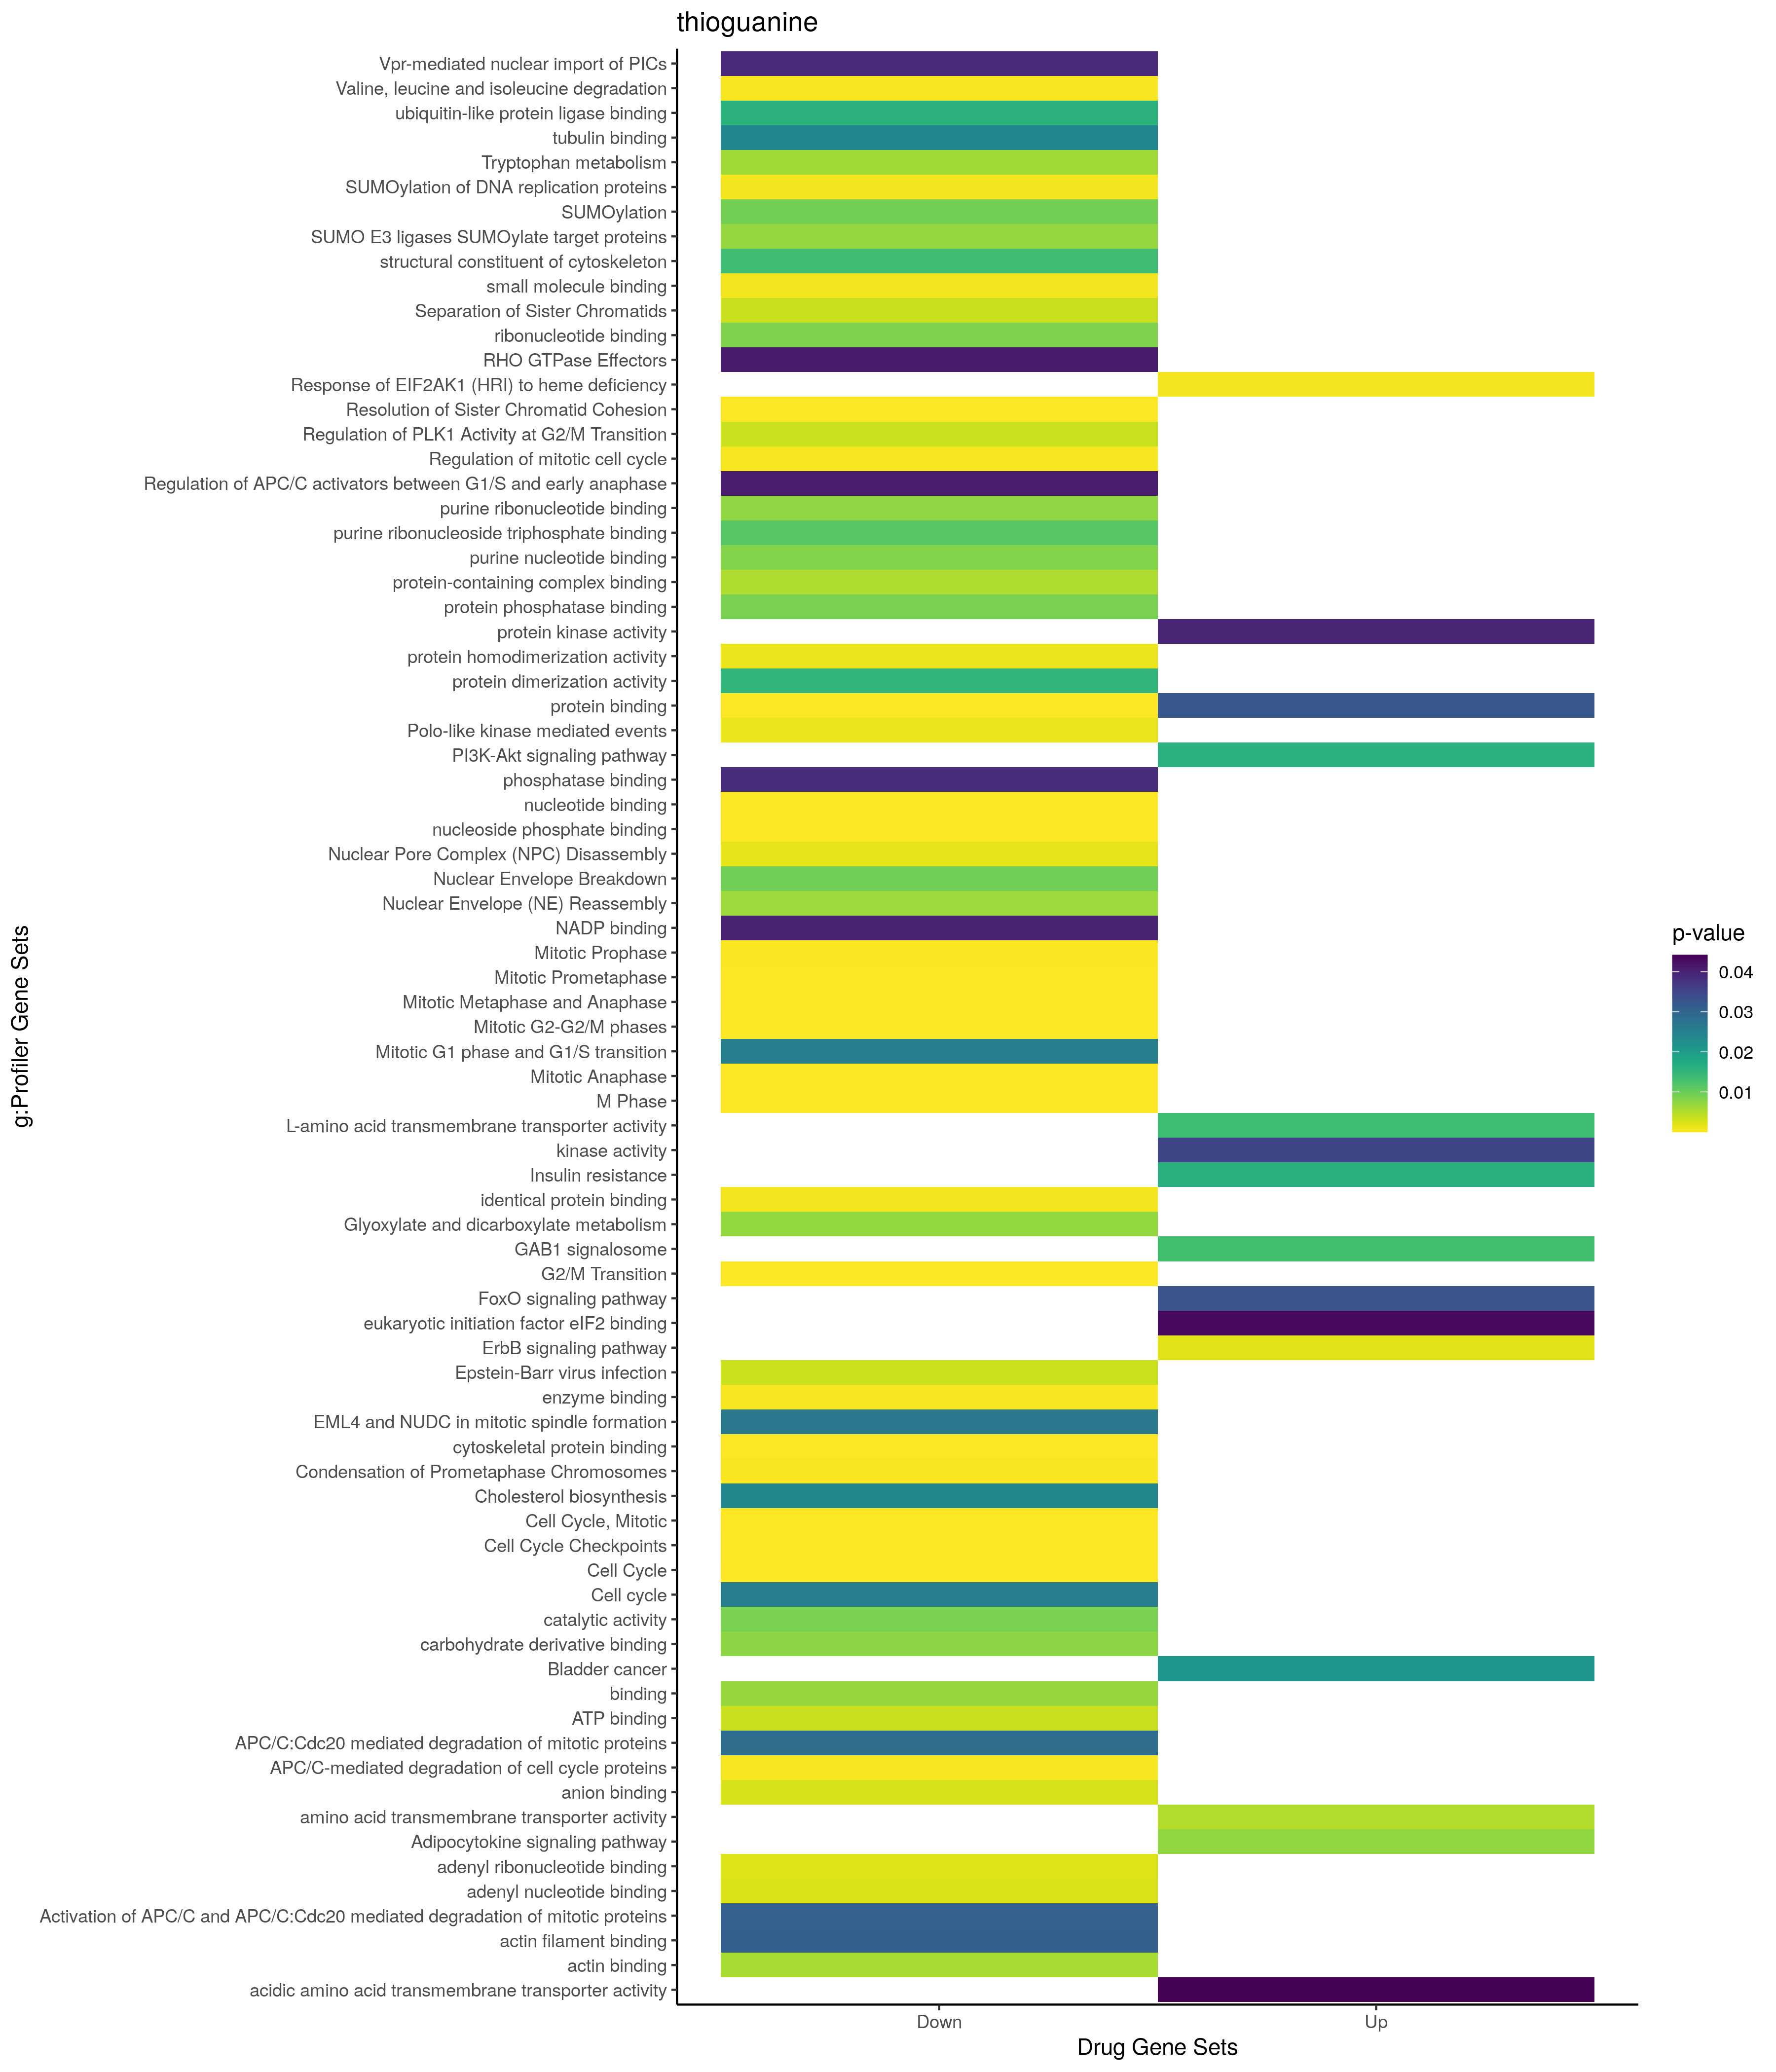 thioguanine
Vpr-mediated nuclear import of PICs
Valine, leucine and isoleucine degradation
ubiquitin-like protein ligase binding
tubulin binding
Tryptophan metabolism
SUMOylation of DNA replication proteins
SUMOylation
SUMO E3 ligases SUMOylate target proteins
structural constituent of cytoskeleton
small molecule binding
Separation of Sister Chromatids
ribonucleotide binding
RHO GTPase Effectors
Response of EIF2AK1 (HRI) to heme deficiency
Resolution of Sister Chromatid Cohesion
Regulation of PLK1 Activity at G2/M Transition
Regulation of mitotic cell cycle
Regulation of APC/C activators between G1/S and early anaphase
purine ribonucleotide binding
purine ribonucleoside triphosphate binding
purine nucleotide binding
protein-containing complex binding
protein phosphatase binding
protein kinase activity
protein homodimerization activity
protein dimerization activity
protein binding
Polo-like kinase mediated events
PI3K-Akt signaling pathway
phosphatase binding
nucleotide binding
nucleoside phosphate binding
Nuclear Pore Complex (NPC) Disassembly
Nuclear Envelope Breakdown
Nuclear Envelope (NE) Reassembly
NADP binding
Mitotic Prophase
Mitotic Prometaphase
Mitotic Metaphase and Anaphase
Mitotic G2-G2/M phases
Mitotic G1 phase and G1/S transition
Mitotic Anaphase
M Phase
L-amino acid transmembrane transporter activity
kinase activity
Insulin resistance
identical protein binding
Glyoxylate and dicarboxylate metabolism
GAB1 signalosome
G2/M Transition
FoxO signaling pathway
eukaryotic initiation factor eIF2 binding
ErbB signaling pathway
Epstein-Barr virus infection
enzyme binding
EML4 and NUDC in mitotic spindle formation
cytoskeletal protein binding
Condensation of Prometaphase Chromosomes
Cholesterol biosynthesis
Cell Cycle, Mitotic
Cell Cycle Checkpoints
Cell Cycle
Cell cycle
catalytic activity
carbohydrate derivative binding
Bladder cancer
binding
ATP binding
APC/C:Cdc20 mediated degradation of mitotic proteins
APC/C-mediated degradation of cell cycle proteins
anion binding
amino acid transmembrane transporter activity
Adipocytokine signaling pathway
adenyl ribonucleotide binding
adenyl nucleotide binding
Activation of APC/C and APC/C:Cdc20 mediated degradation of mitotic proteins
actin filament binding
actin binding
acidic amino acid transmembrane transporter activity
g:Profiler Gene Sets
Down
Up
Drug Gene Sets
p-value
0.04
0.03
0.02
0.01